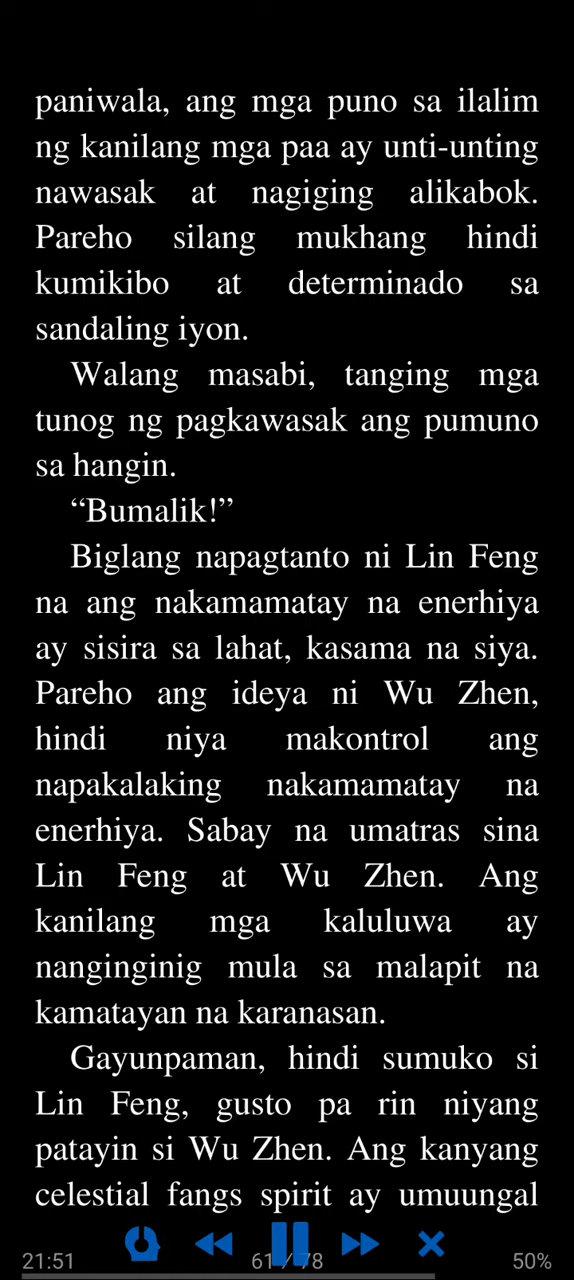 paniwala, ang mga puno sa ilalim
ng kanilang mga paa ay unti-unting
nawasak at nagiging alikabok.
Pareho silang mukhang hindi
kumikibo at determinado sa
sandaling iyon.
Walang masabi, tanging mga
tunog ng pagkawasak ang pumuno
sa hangin.
“Bumalik!”
Biglang napagtanto ni Lin Feng
na ang nakamamatay na enerhiya
ay sisira sa lahat, kasama na siya.
Pareho ang ideya ni Wu Zhen,
hindi niya makontrol ang
napakalaking nakamamatay na
enerhiya. Sabay na umatras sina
Lin Feng at Wu Zhen. Ang
kanilang mga kaluluwa ay
nanginginig mula sa malapit na
kamatayan na karanasan.
Gayunpaman, hindi sumuko si
Lin Feng, gusto pa rin niyang
patayin si Wu Zhen. Ang kanyang
celestial fangs spirit ay umuungal
21:51 61 / 78 50%